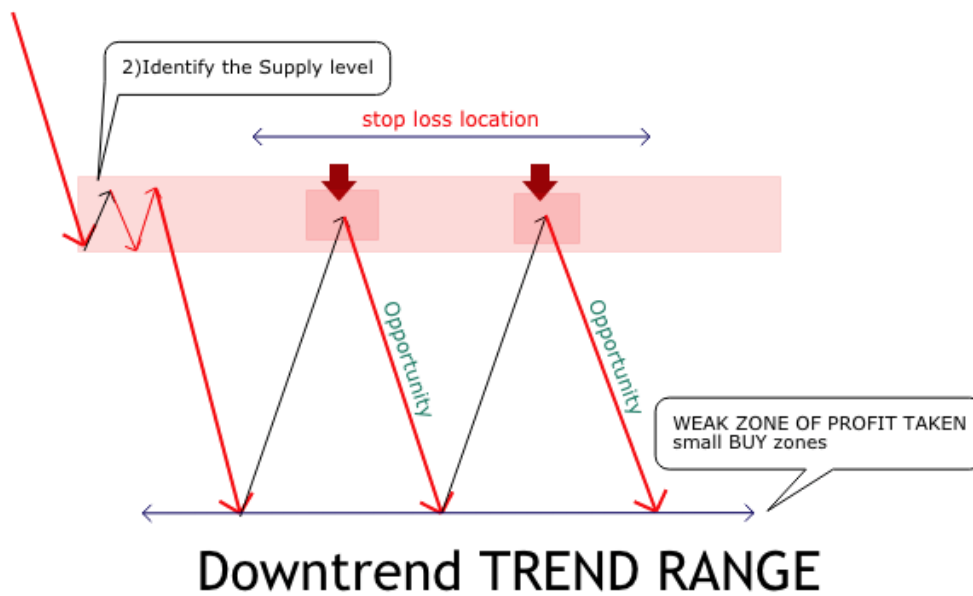 2)Identify the Supply level
stop loss location
Opportunity
Opportunity
WEAK ZONE OF PROFIT TAKEN
small BUY zones
Downtrend TREND RANGE